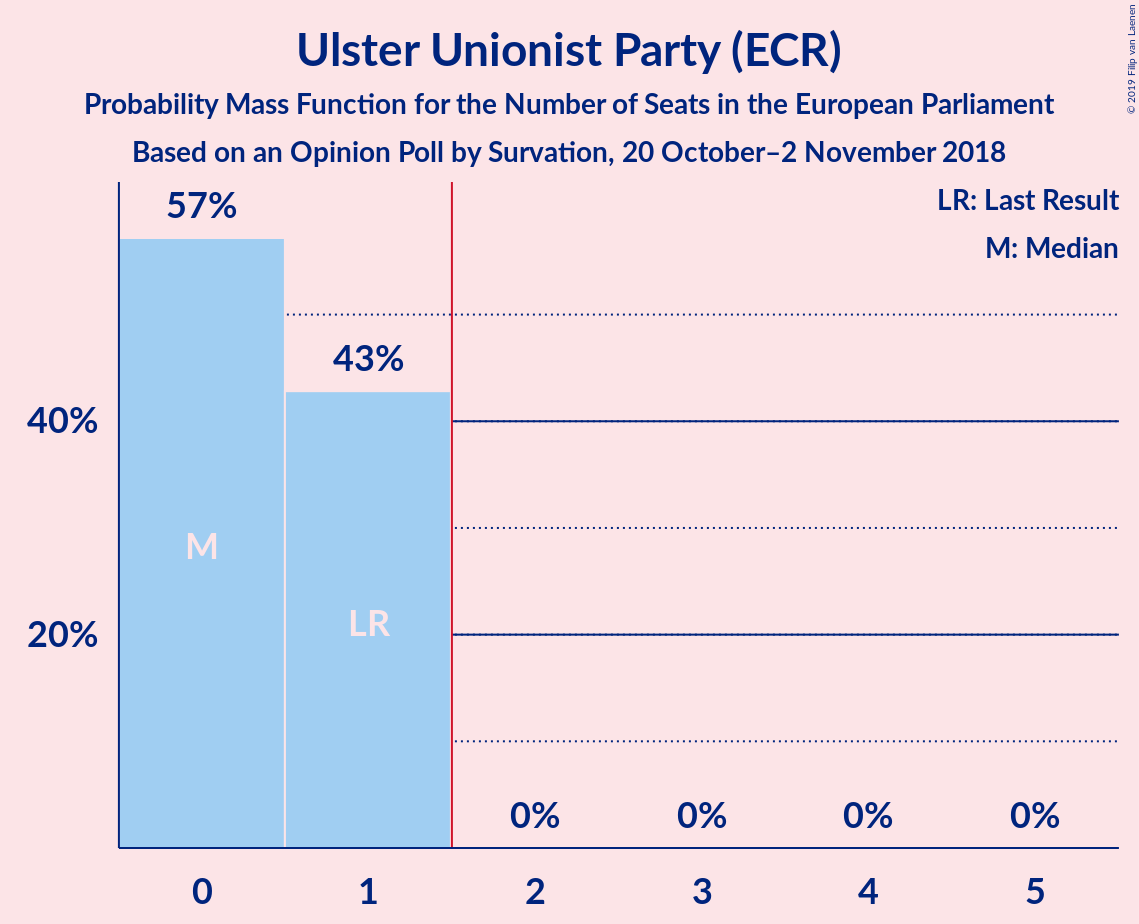 Ulster Unionist Party (ECR)
Probability Mass Function for the Number of Seats in the European Parliament
Based on an Opinion Poll by Survation, 20 October–2 November 2018
© 2019 Filip van Laenen
LR: Last Result
M: Median
57%
43%
40%
M
LR
20%
0% 0% 0% 0%
0 1 2 3 4 5